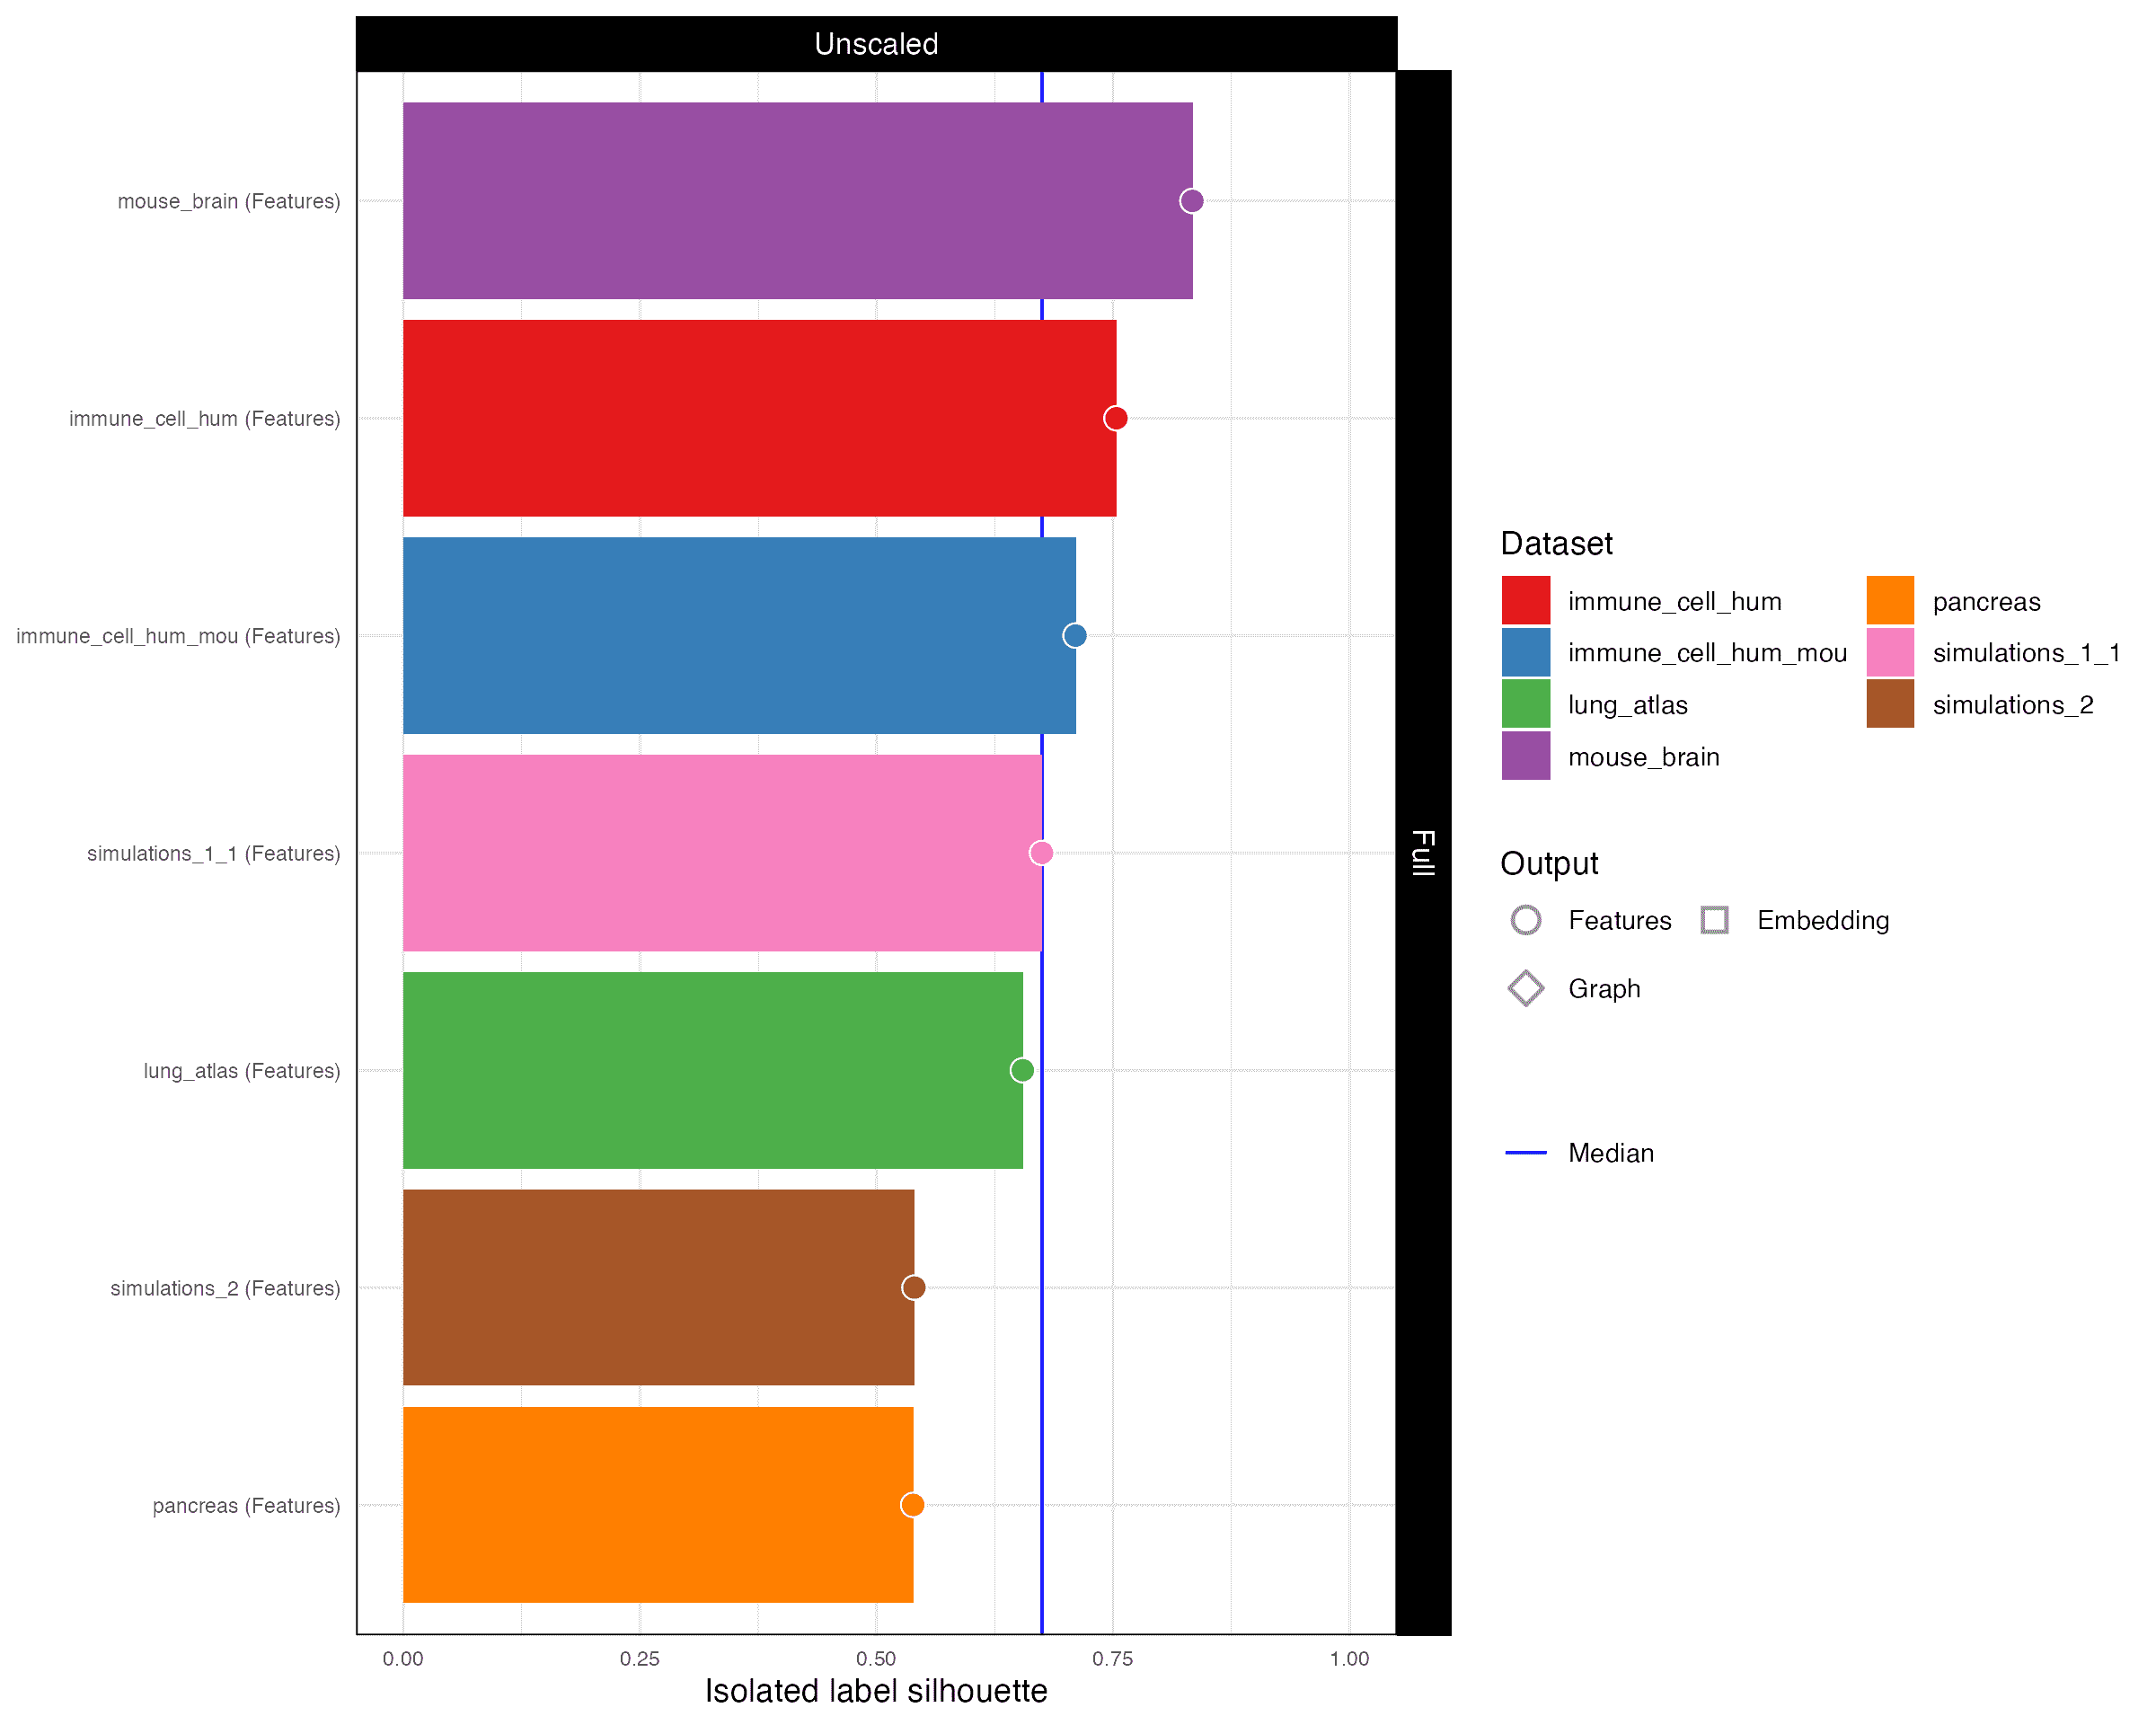 Unscaled
mouse_brain (Features)
immune_cell_hum (Features)
immune_cell_hum_mou (Features)
simulations_1_1 (Features)
lung_atlas (Features)
simulations_2 (Features)
pancreas (Features)
0.00 0.25 0.50 0.75 1.00
Isolated label silhouette
Full
Dataset
immune_cell_hum pancreas
immune_cell_hum_mou simulations_1_1
lung_atlas simulations_2
mouse_brain
Output
Features Embedding
Graph
Median